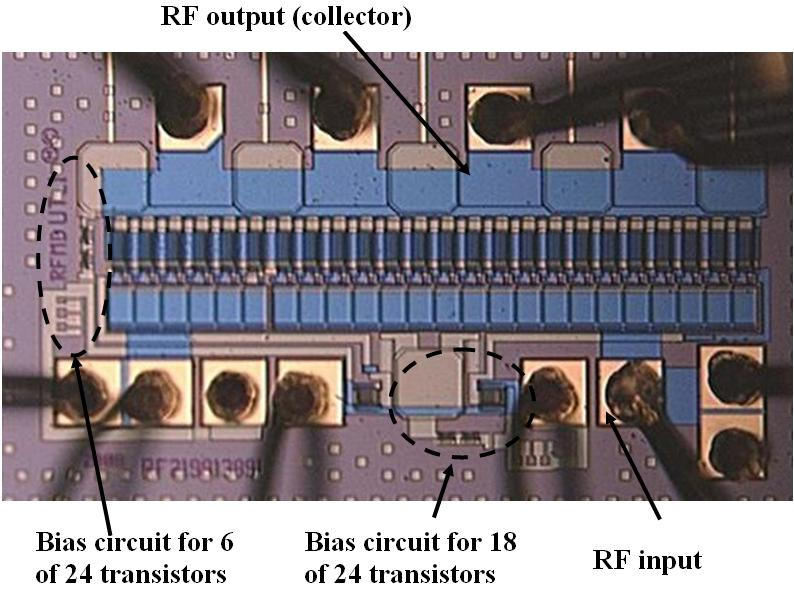 RF output (collector)
Bias circuit for 6
of 24 transistors
Bias circuit for 18
of 24 transistors
RF input